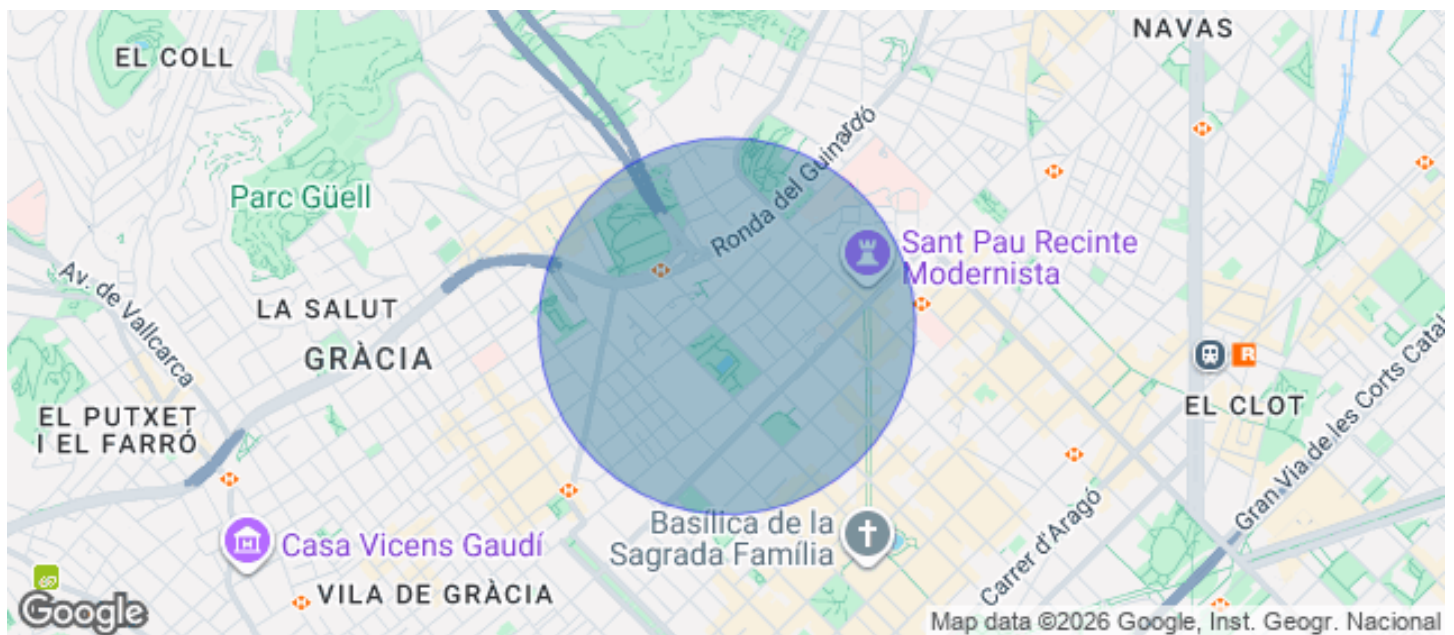 EL COLL
NAVAS
Parc Güell
Ronda del Guinardó
Sant Pau Recinte
Modernista
Av. de Vallcarca
LA SALUT
GRÀCIA
EL PUTXET
I EL FARRÓ
EL CLOT
R
Gran Via de les Corts Catal
Carrer d'Aragó
Basílica de la
Sagrada Família
Casa Vicens Gaudí
VILA DE GRÀCIA
Google
Map data ©2026 Google, Inst. Geogr. Nacional